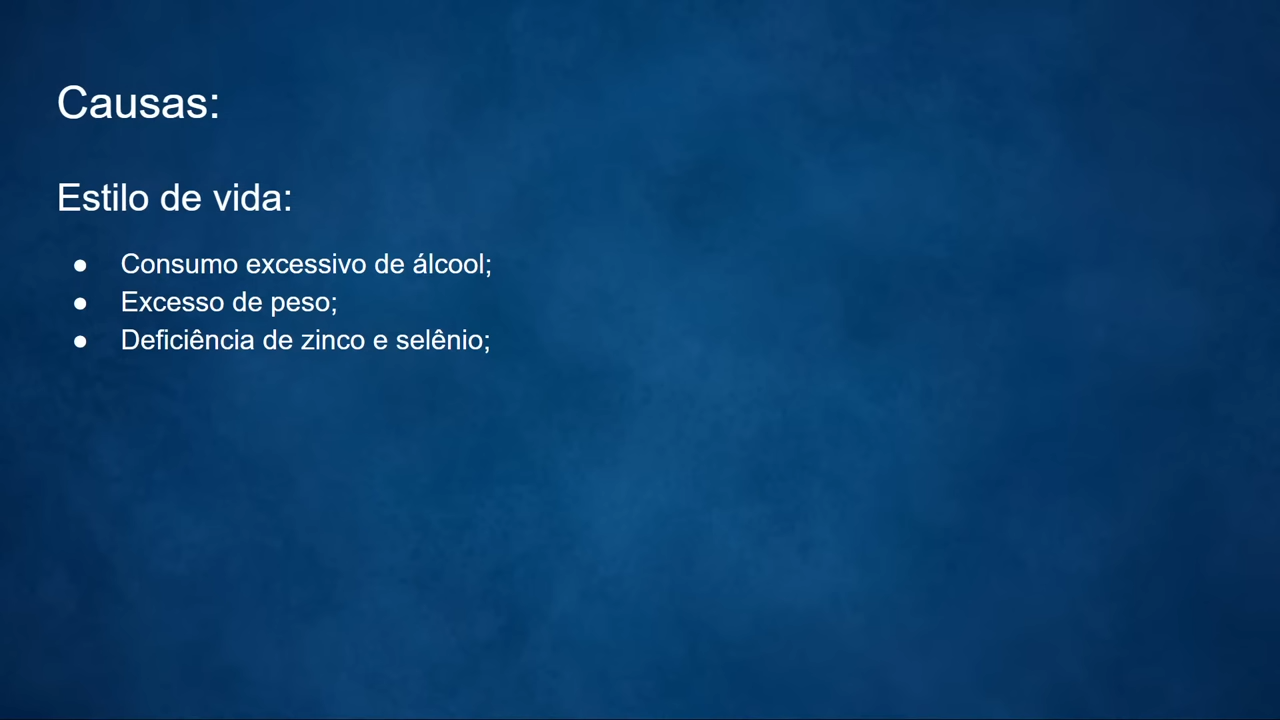 Causas:
Estilo de vida:
● Consumo excessivo de álcool;
● Excesso de peso;
● Deficiência de zinco e selênio;